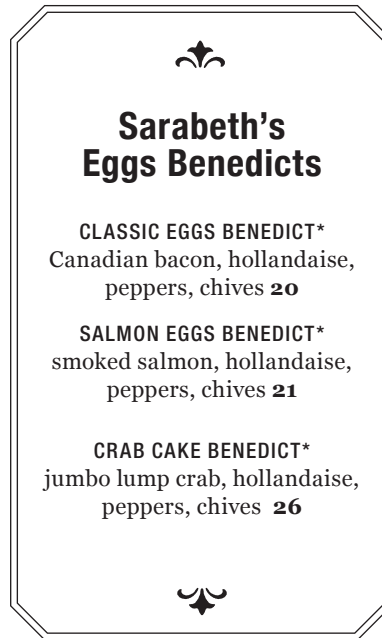 Sarabeth's
Eggs Benedicts
CLASSIC EGGS BENEDICT*
Canadian bacon, hollandaise,
peppers, chives 20
SALMON EGGS BENEDICT*
smoked salmon, hollandaise,
peppers, chives 21
CRAB CAKE BENEDICT*
jumbo lump crab, hollandaise,
peppers, chives 26